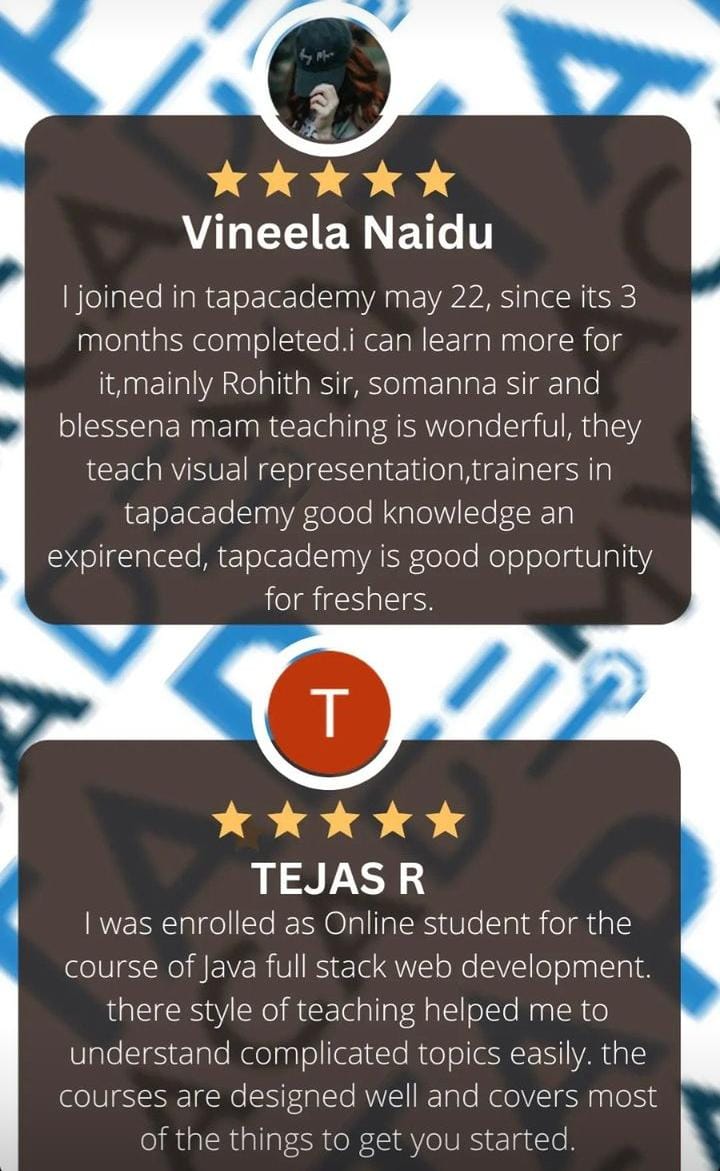 Vineela Naidu
I joined in tapacademy may 22, since its 3
months completed.i can learn more for
it,mainly Rohith sir, somanna sir and
blessena mam teaching is wonderful, they
teach visual representation,trainers in
tapacademy good knowledge an
expirenced, tapcademy is good opportunity
for freshers.
T
TEJAS R
I was enrolled as Online student for the
course of Java full stack web development.
there style of teaching helped me to
understand complicated topics easily. the
courses are designed well and covers most
of the things to get you started.